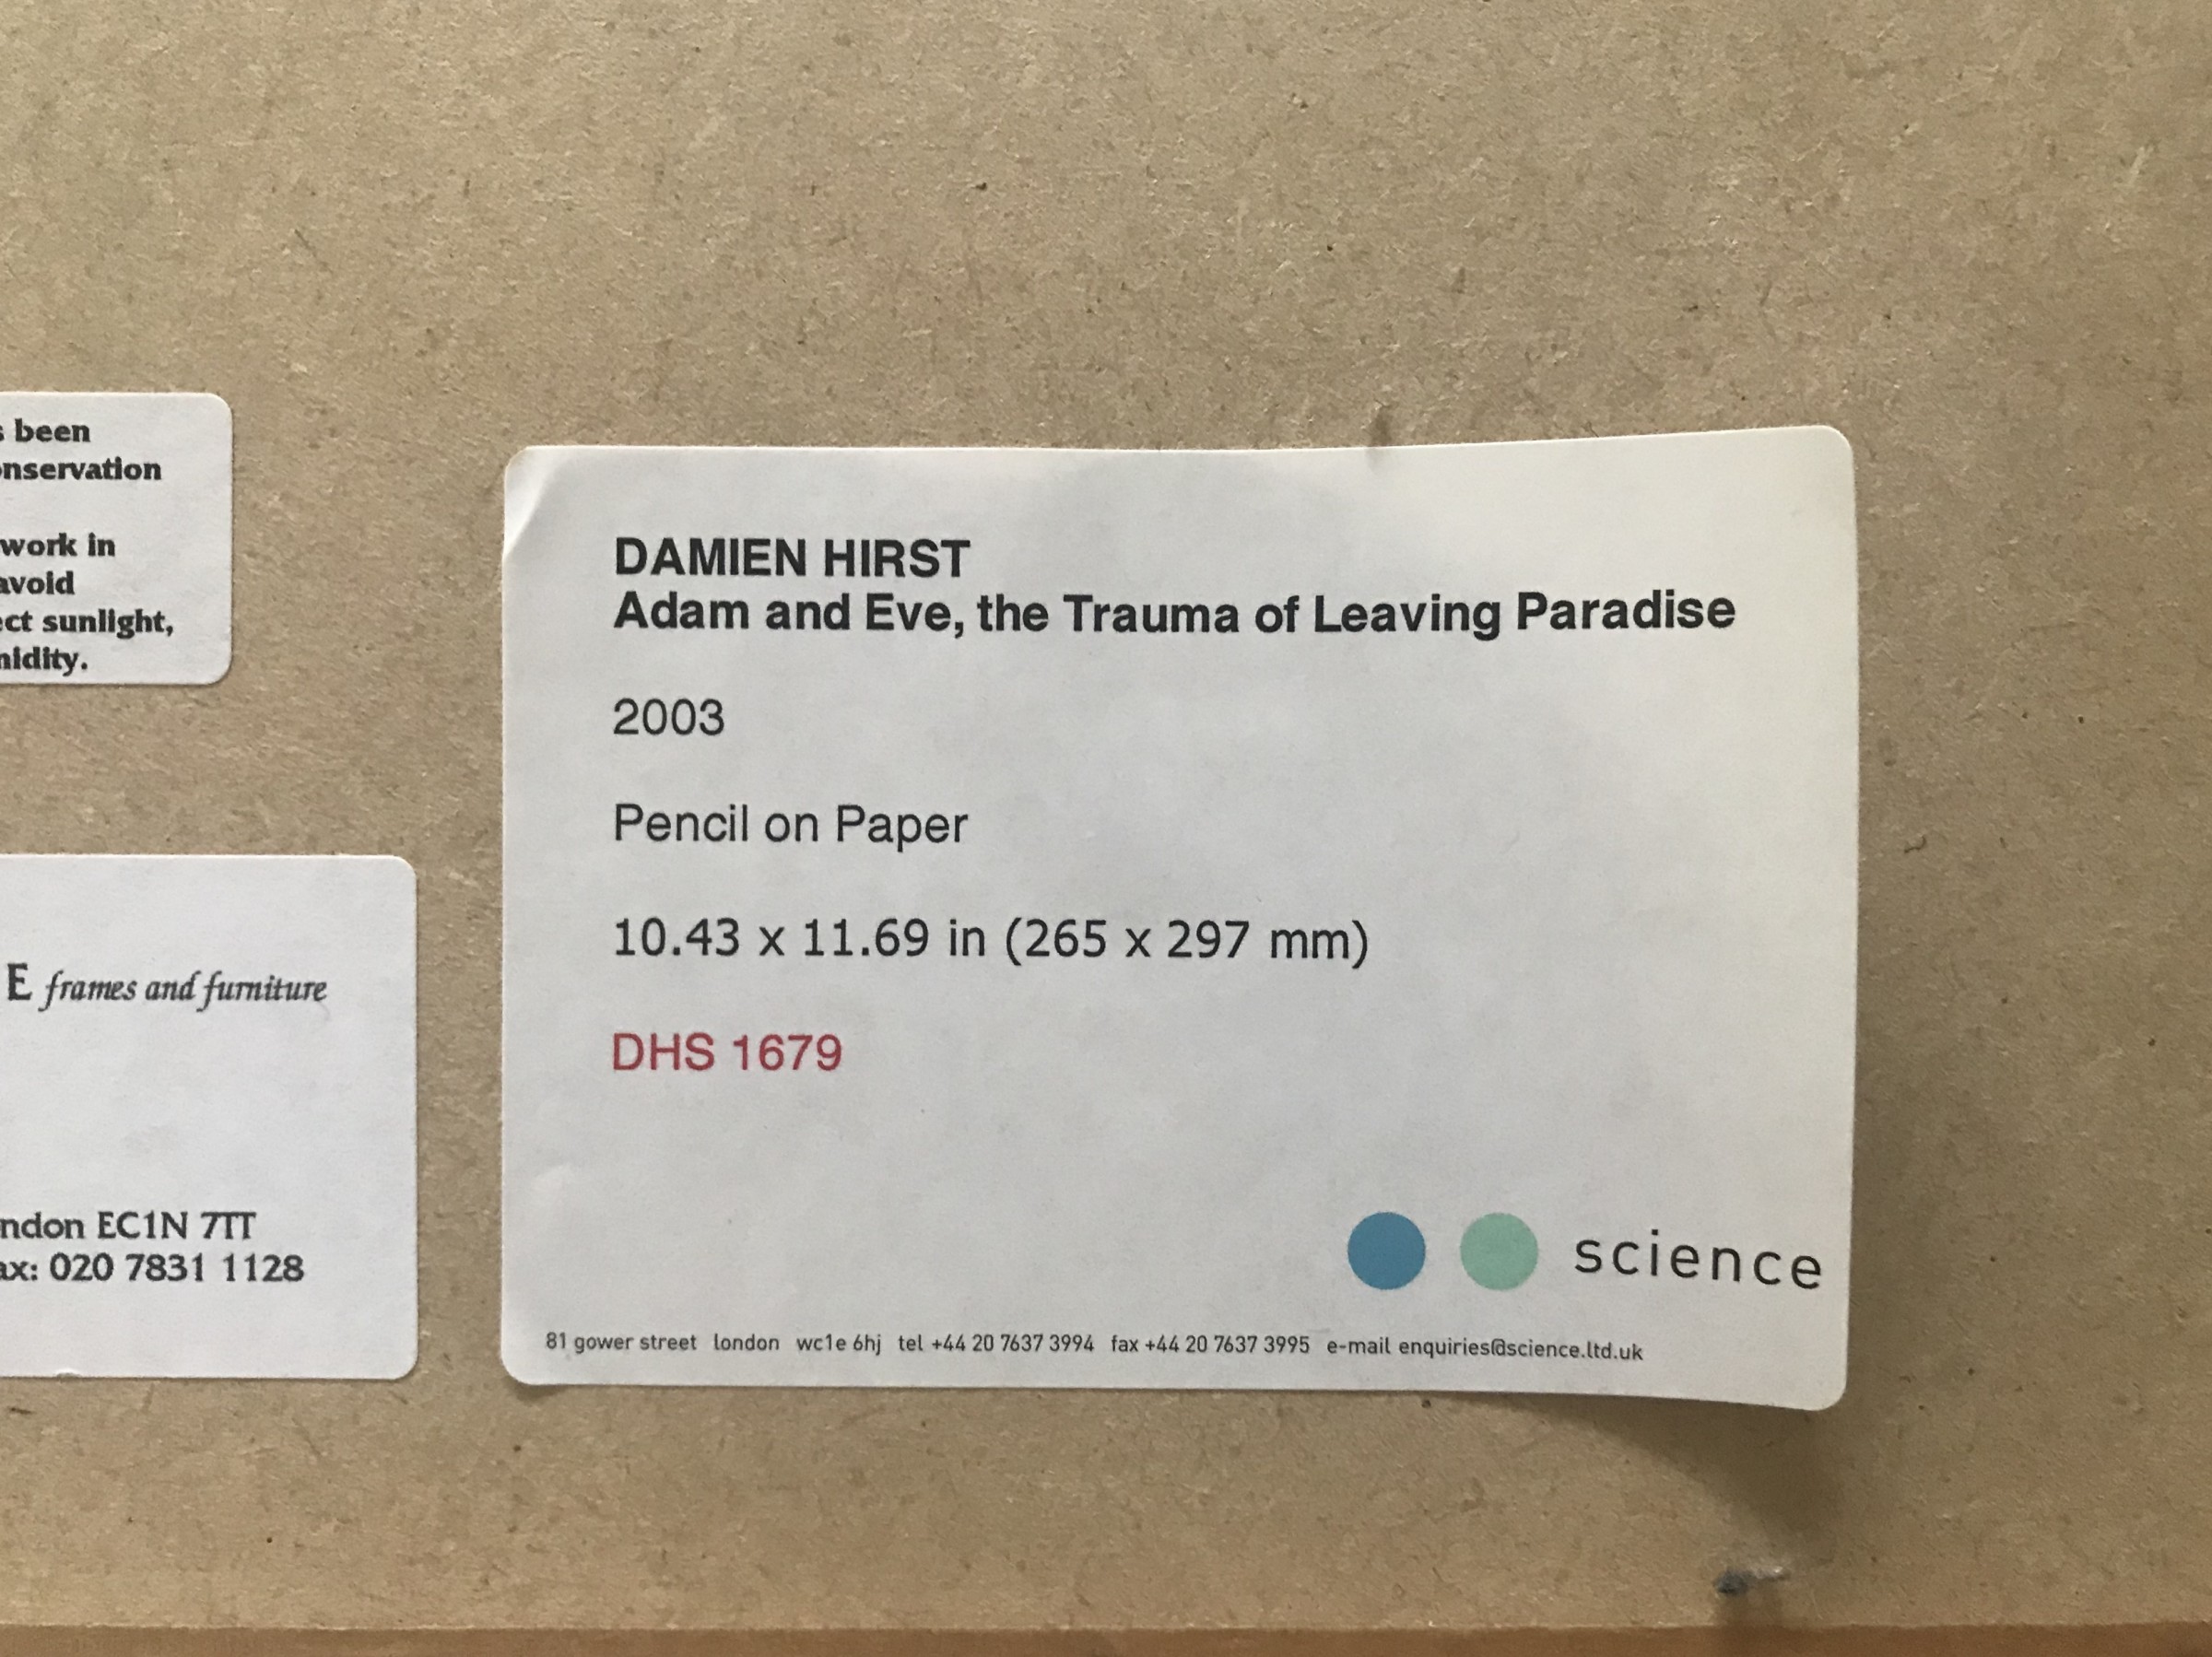 s been
onservation
work in
avoid
ect sunlight,
nidity.
E frames and furniture
ndon EC1N 7TT
ax: 020 7831 1128
DAMIEN HIRST
Adam and Eve, the Trauma of Leaving Paradise
2003
Pencil on Paper
10.43 x 11.69 in (265 x 297 mm)
DHS 1679
science
81 gower street london wc1e 6hj tel +44 20 7637 3994 fax +44 20 7637 3995 e-mail enquiries@science.ltd.uk